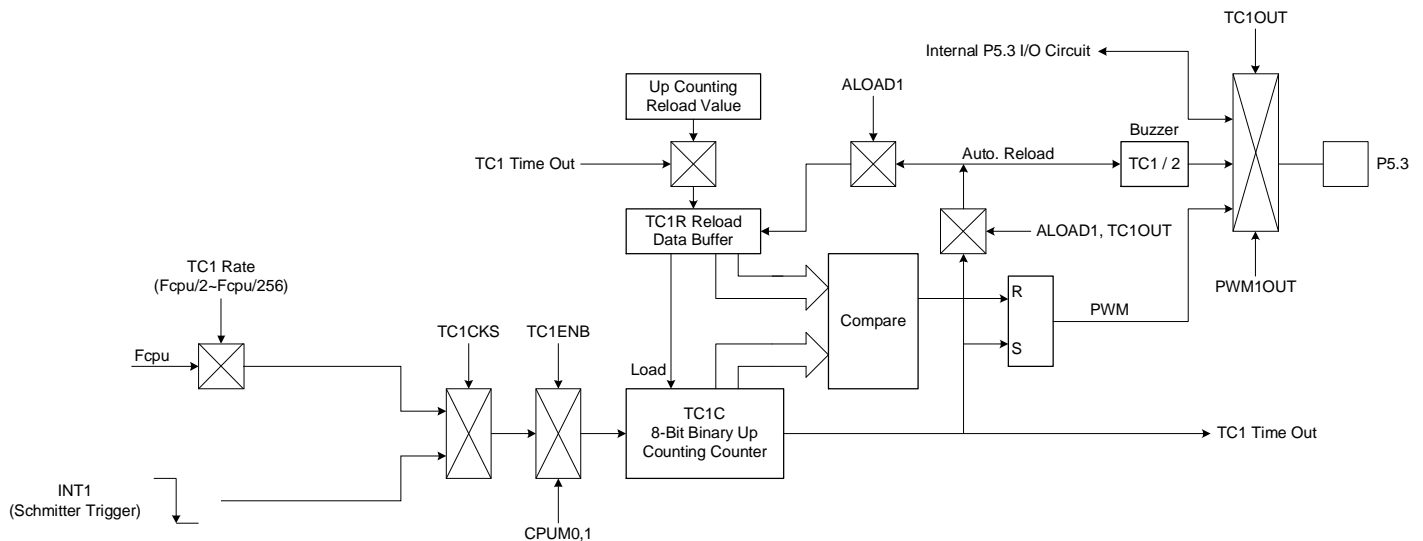 TC1OUT
Internal P5.3 I/O Circuit
Up Counting
Reload Value
ALOAD1
Buzzer
TC1 Time Out
Auto. Reload
TC1 / 2
P5.3
TC1R Reload
Data Buffer
ALOAD1, TC1OUT
TC1 Rate
(Fcpu/2~Fcpu/256)
PWM1OUT
R
PWM
Compare
TC1CKS
TC1ENB
S
Fcpu
Load
TC1C
8-Bit Binary Up
Counting Counter
TC1 Time Out
INT1
(Schmitter Trigger)
CPUM0,1